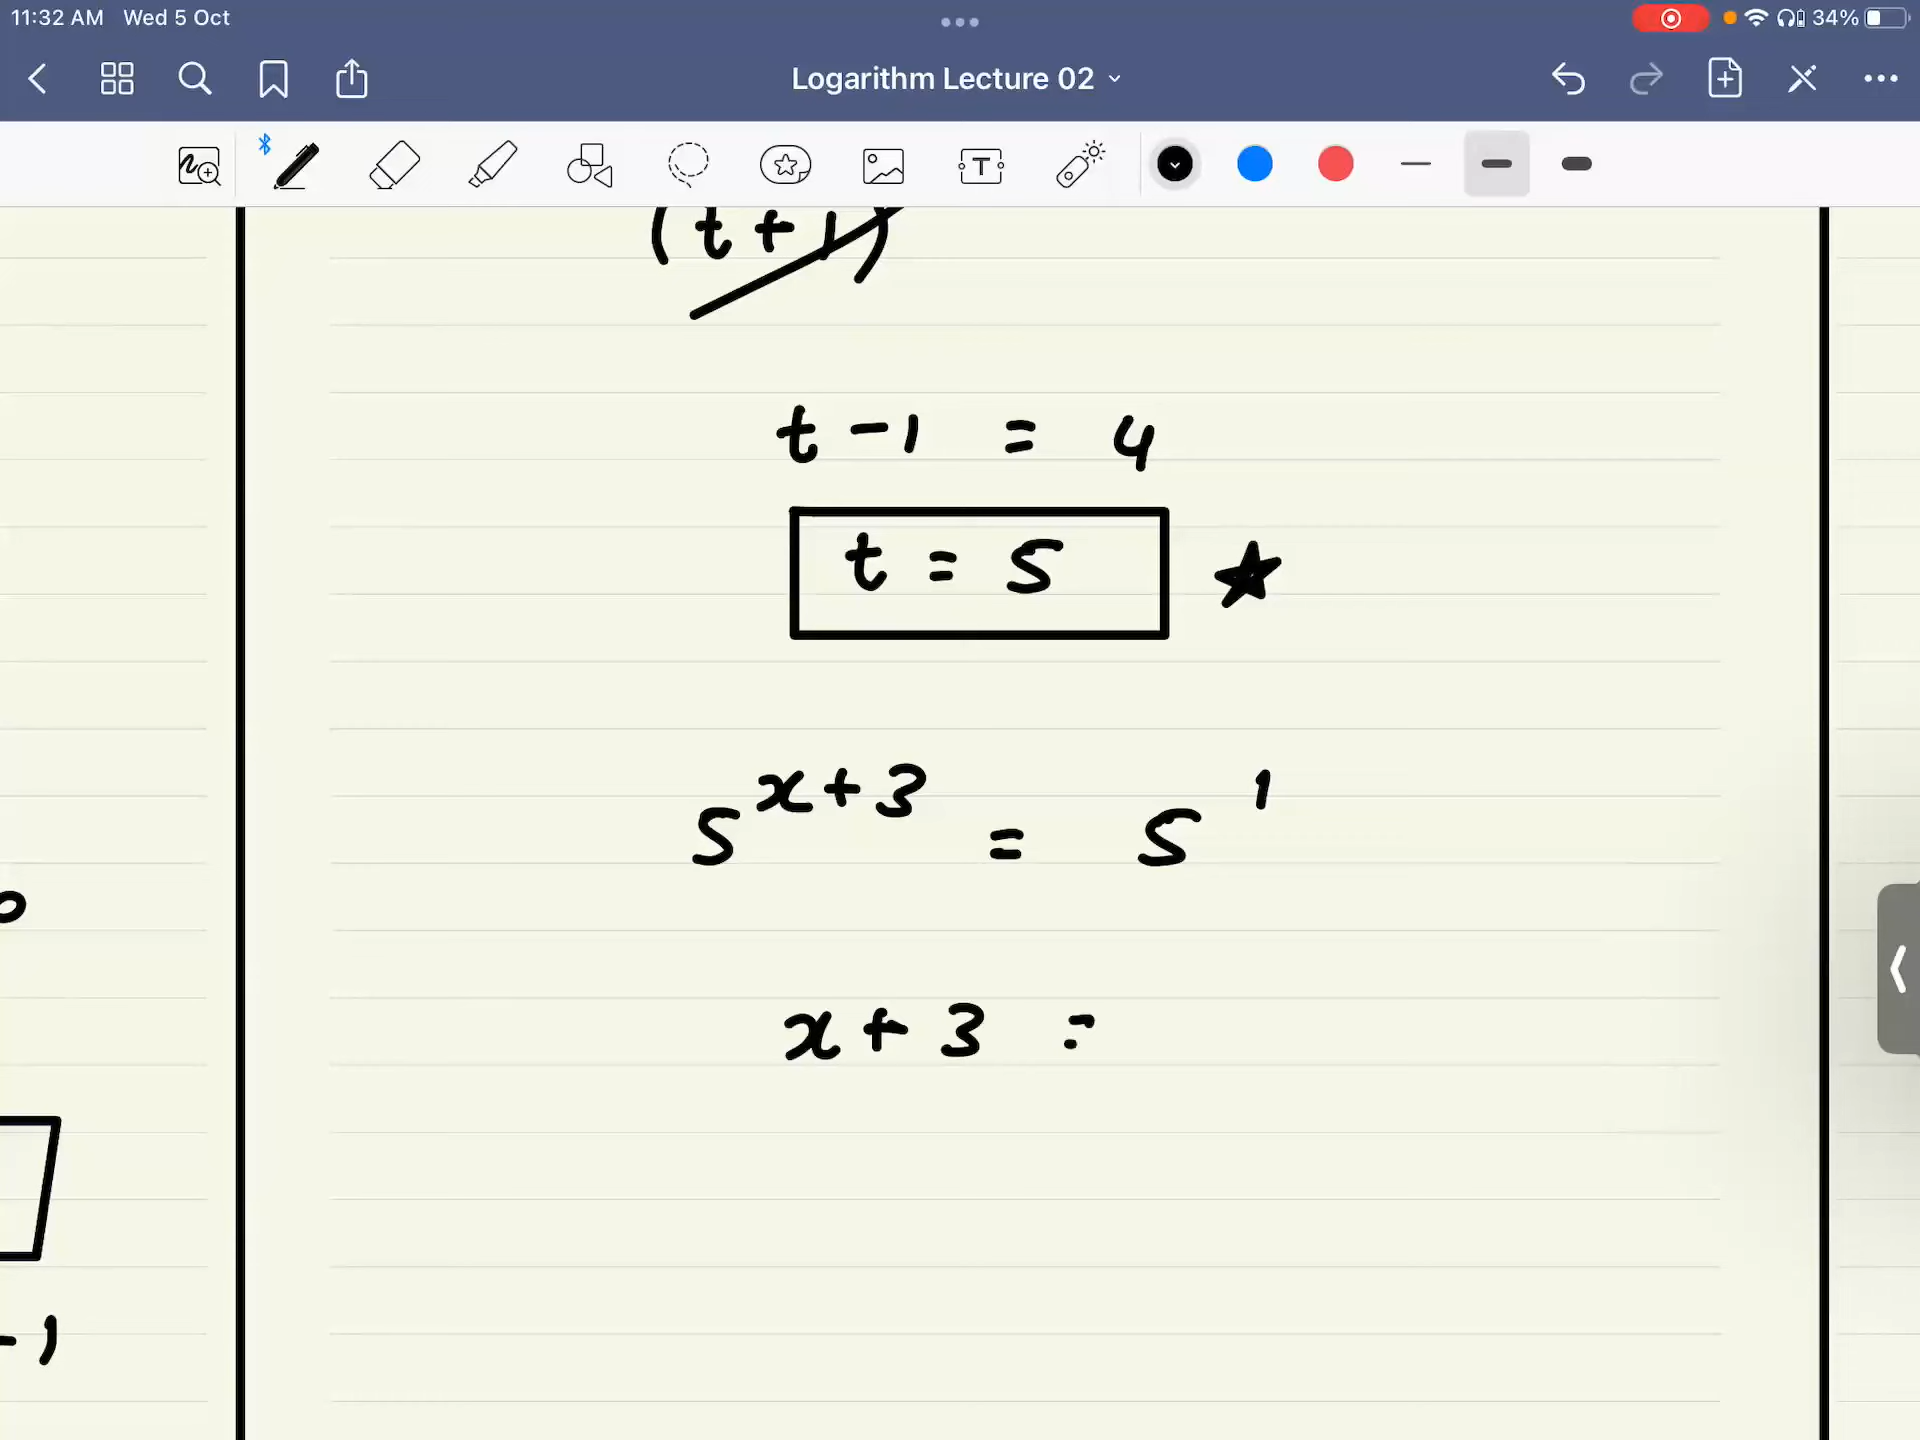 11:32 AM Wed 5 Oct
34%
Logarithm Lecture 02
T
(t+1)
t - 1 = 4
t = 5
5^{x+3} = 5^{1}
x + 3 =
- 1